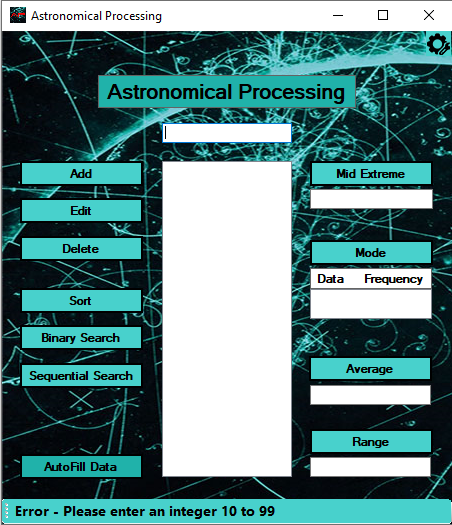 Astronomical Processing
Astronomical Processing
Add
Edit
Delete
Sort
Binary Search
Sequential Search
AutoFill Data
Mid Extreme
Mode
Data Frequency
Average
Range
Error - Please enter an integer 10 to 99